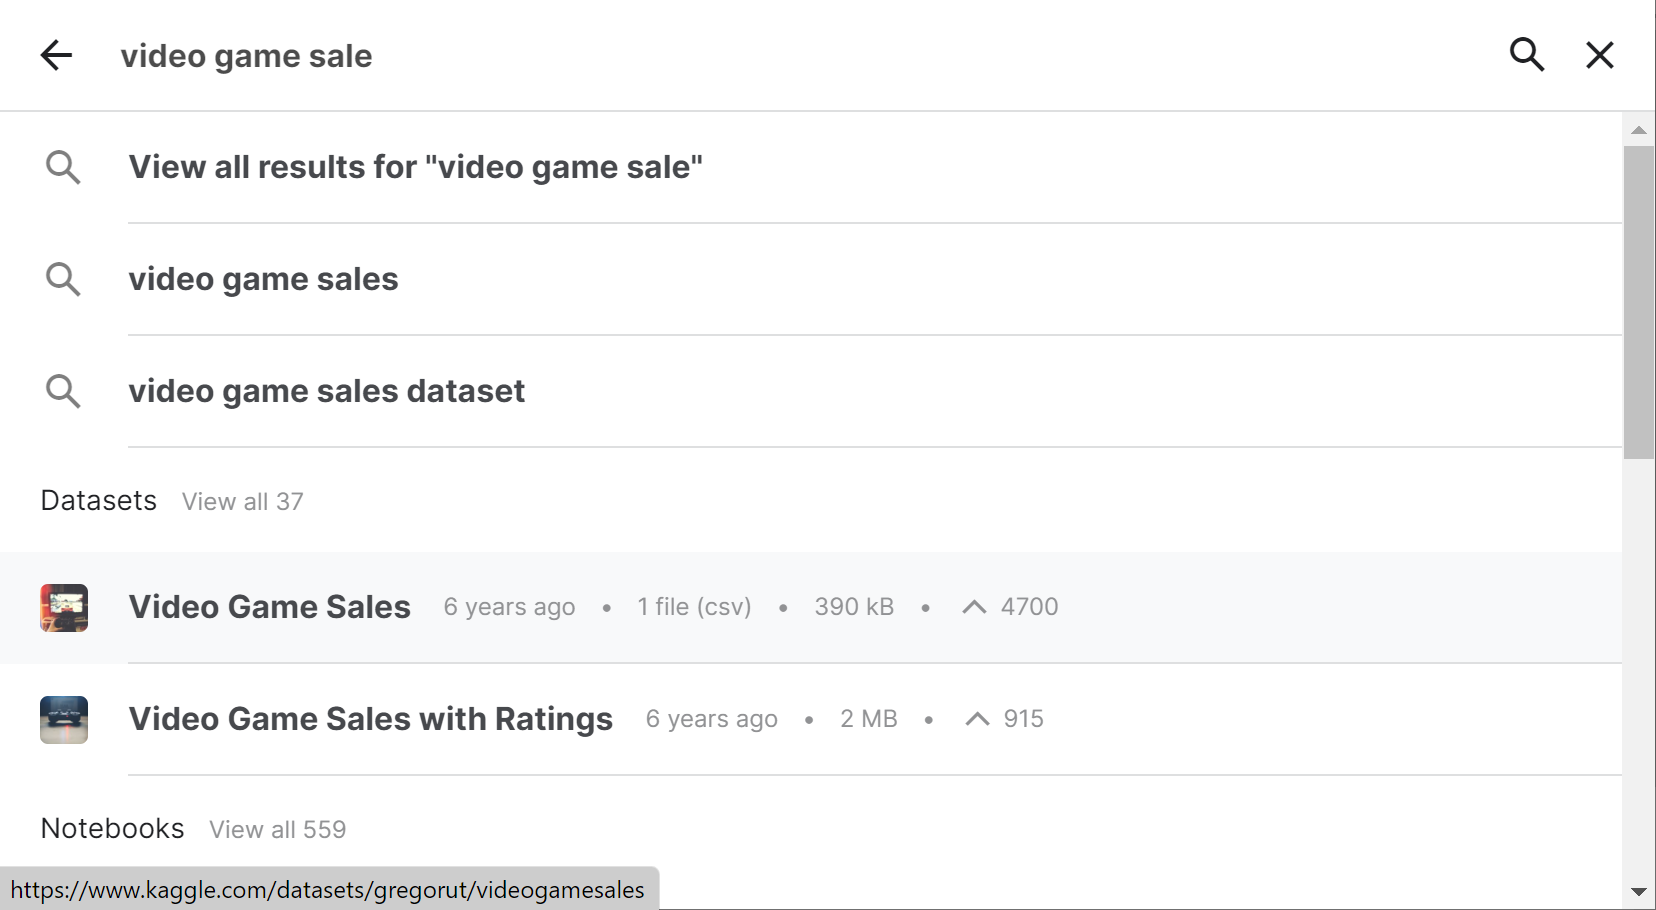 video game sale
View all results for "video game sale"
video game sales
video game sales dataset
Datasets View all 37
Video Game Sales 6 years ago • 1 file (csv) • 390 kB • 4700
Video Game Sales with Ratings 6 years ago • 2 MB • 915
Notebooks View all 559
https://www.kaggle.com/datasets/gregorut/videogamesales